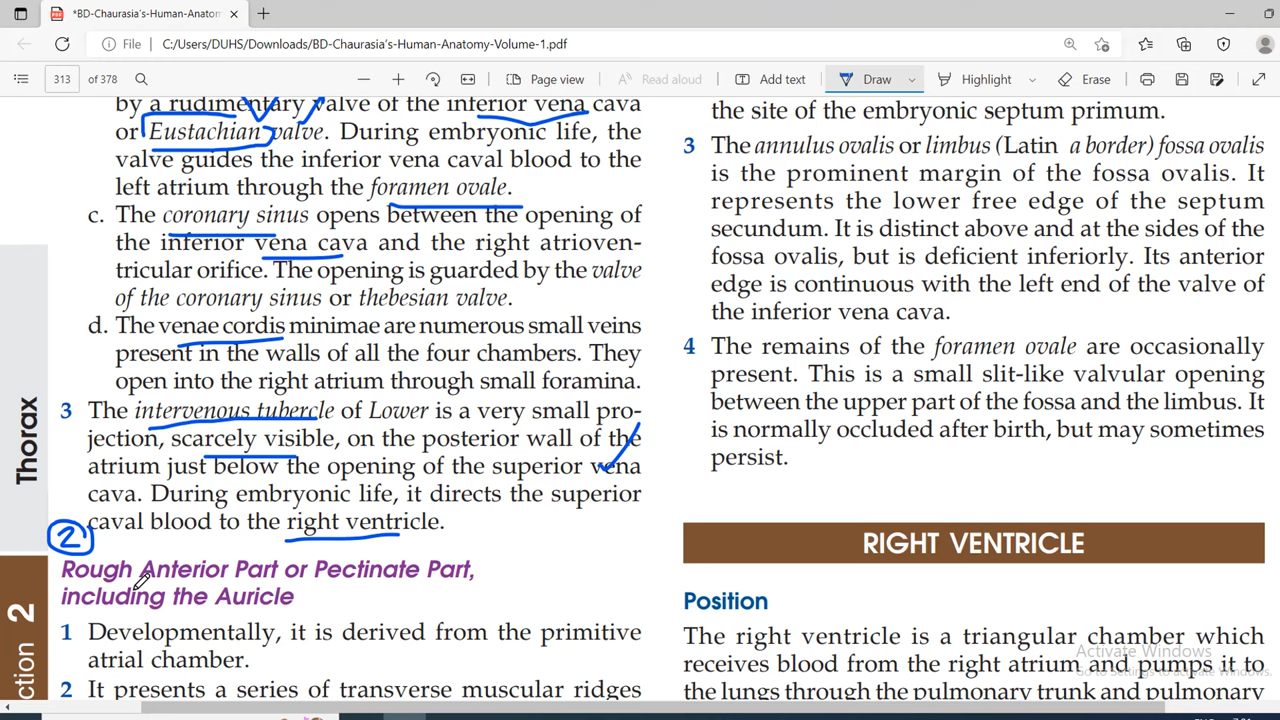 *BD-Chaurasia's-Human-Anatom
File
C:/Users/DUHS/Downloads/BD-Chaurasia's-Human-Anatomy-Volume-1.pdf
313 of 378
Page view
Read aloud
Add text
Draw
Highlight
Erase
by a rudimentary valve of the inferior vena cava
or Eustachian valve. During embryonic life, the
valve guides the inferior vena caval blood to the
left atrium through the foramen ovale.
c. The coronary sinus opens between the opening of
the inferior vena cava and the right atrioven-
tricular orifice. The opening is guarded by the valve
of the coronary sinus or thebesian valve.
d. The venae cordis minimae are numerous small veins
present in the walls of all the four chambers. They
open into the right atrium through small foramina.
3 The intervenous tubercle of Lower is a very small pro-
jection, scarcely visible, on the posterior wall of the
atrium just below the opening of the superior vena
cava. During embryonic life, it directs the superior
caval blood to the right ventricle.
2
Rough Anterior Part or Pectinate Part,
including the Auricle
1 Developmentally, it is derived from the primitive
atrial chamber.
2 It presents a series of transverse muscular ridges
Thorax
ction 2
the site of the embryonic septum primum.
3 The annulus ovalis or limbus (Latin a border) fossa ovalis
is the prominent margin of the fossa ovalis. It
represents the lower free edge of the septum
secundum. It is distinct above and at the sides of the
fossa ovalis, but is deficient inferiorly. Its anterior
edge is continuous with the left end of the valve of
the inferior vena cava.
4 The remains of the foramen ovale are occasionally
present. This is a small slit-like valvular opening
between the upper part of the fossa and the limbus. It
is normally occluded after birth, but may sometimes
persist.
RIGHT VENTRICLE
Position
The right ventricle is a triangular chamber which
receives blood from the right atrium and pumps it to
the lungs through the pulmonary trunk and pulmonary
Activate Windows
Go to Settings to activate Windows.